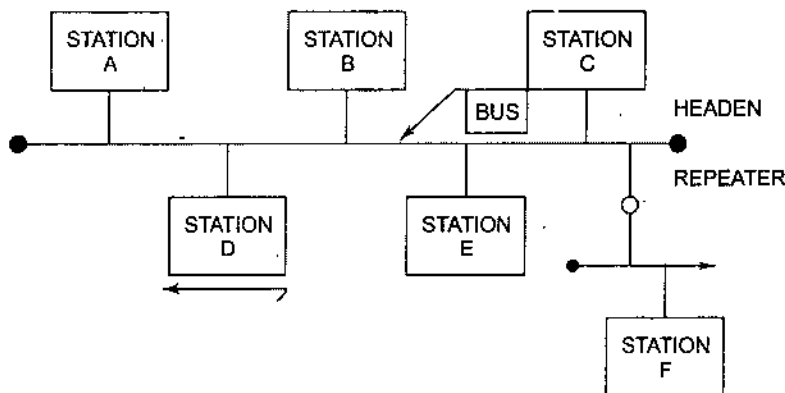 STATION
A
STATION
B
STATION
C
BUS
HEADEN
REPEATER
STATION
D
STATION
E
STATION
F